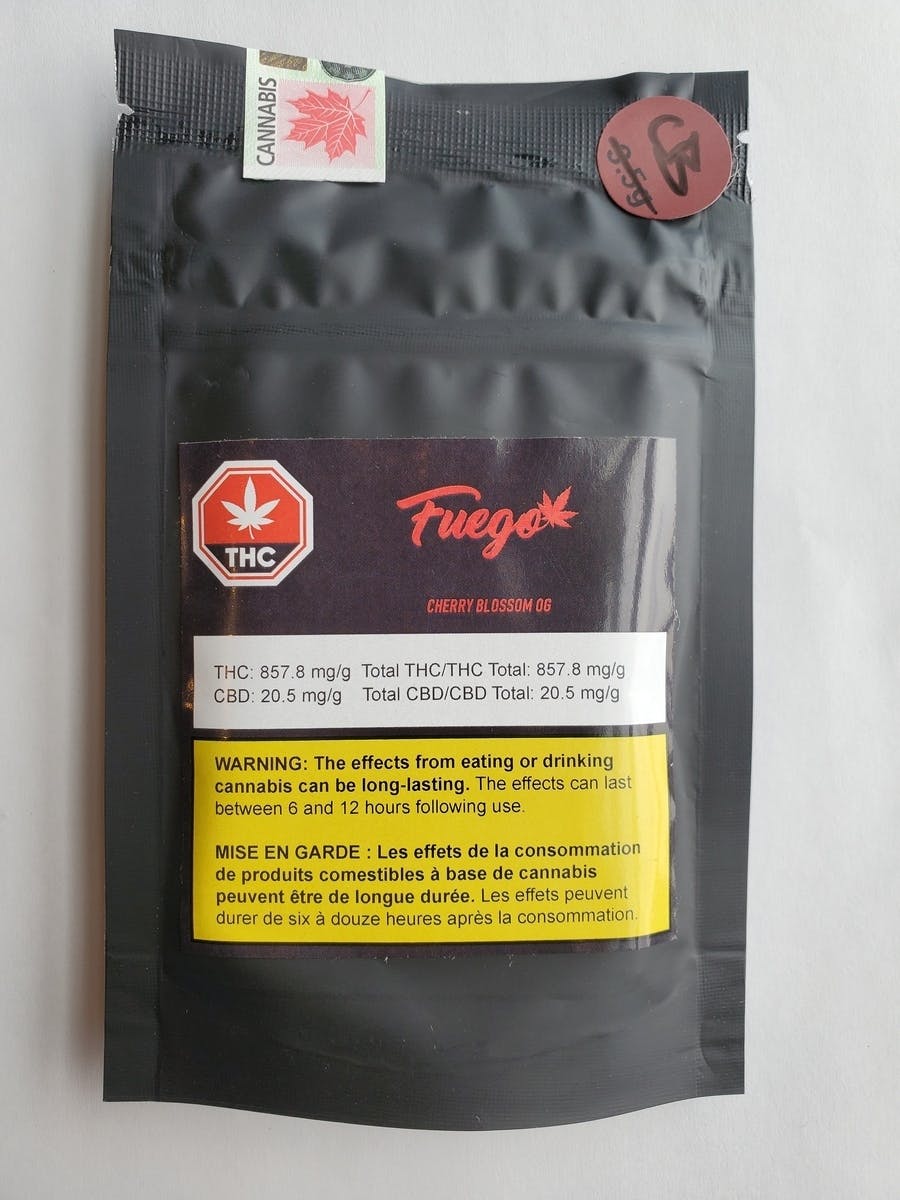 CANNABIS
3.5g
Fuego
THC
CHERRY BLOSSOM OG
THC: 857.8 mg/g Total THC/THC Total: 857.8 mg/g
CBD: 20.5 mg/g Total CBD/CBD Total: 20.5 mg/g
WARNING: The effects from eating or drinking
cannabis can be long-lasting. The effects can last
between 6 and 12 hours following use.
MISE EN GARDE : Les effets de la consommation
de produits comestibles à base de cannabis
peuvent être de longue durée. Les effets peuvent
durer de six à douze heures après la consommation.